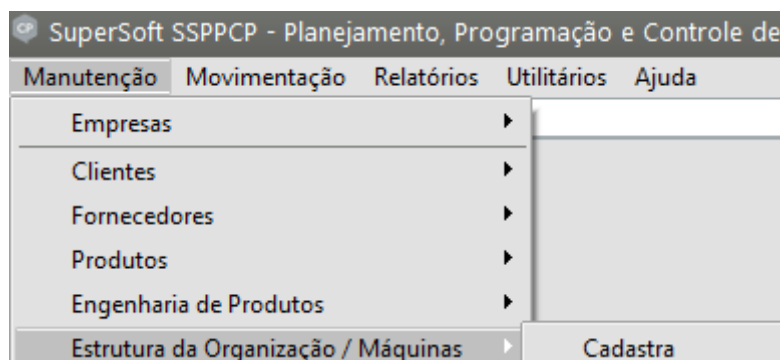 SuperSoft SSPPCP - Planejamento, Programação e Controle de
Manutenção Movimentação Relatórios Utilitários Ajuda
Empresas
Clientes
Fornecedores
Produtos
Engenharia de Produtos
Estrutura da Organização / Máquinas Cadastra